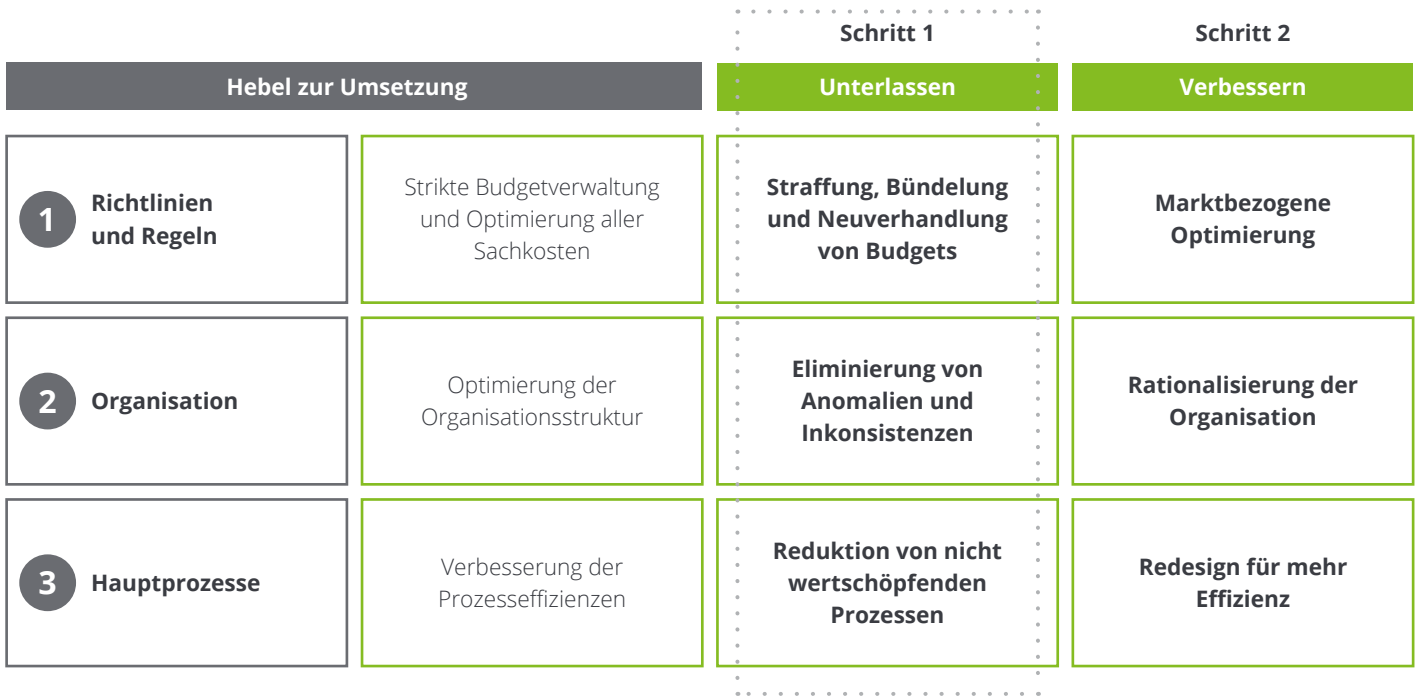 Schritt 1
Schritt 2
Hebel zur Umsetzung
Unterlassen
Verbessern
1
Richtlinien
und Regeln
Strikte Budgetverwaltung
und Optimierung aller
Sachkosten
Straffung, Bündelung
und Neuverhandlung
von Budgets
Marktbezogene
Optimierung
2
Organisation
Optimierung der
Organisationsstruktur
Eliminierung von
Anomalien und
Inkonsistenzen
Rationalisierung der
Organisation
3
Hauptprozesse
Verbesserung der
Prozesseffizienzen
Reduktion von nicht
wertschöpfenden
Prozessen
Redesign für mehr
Effizienz